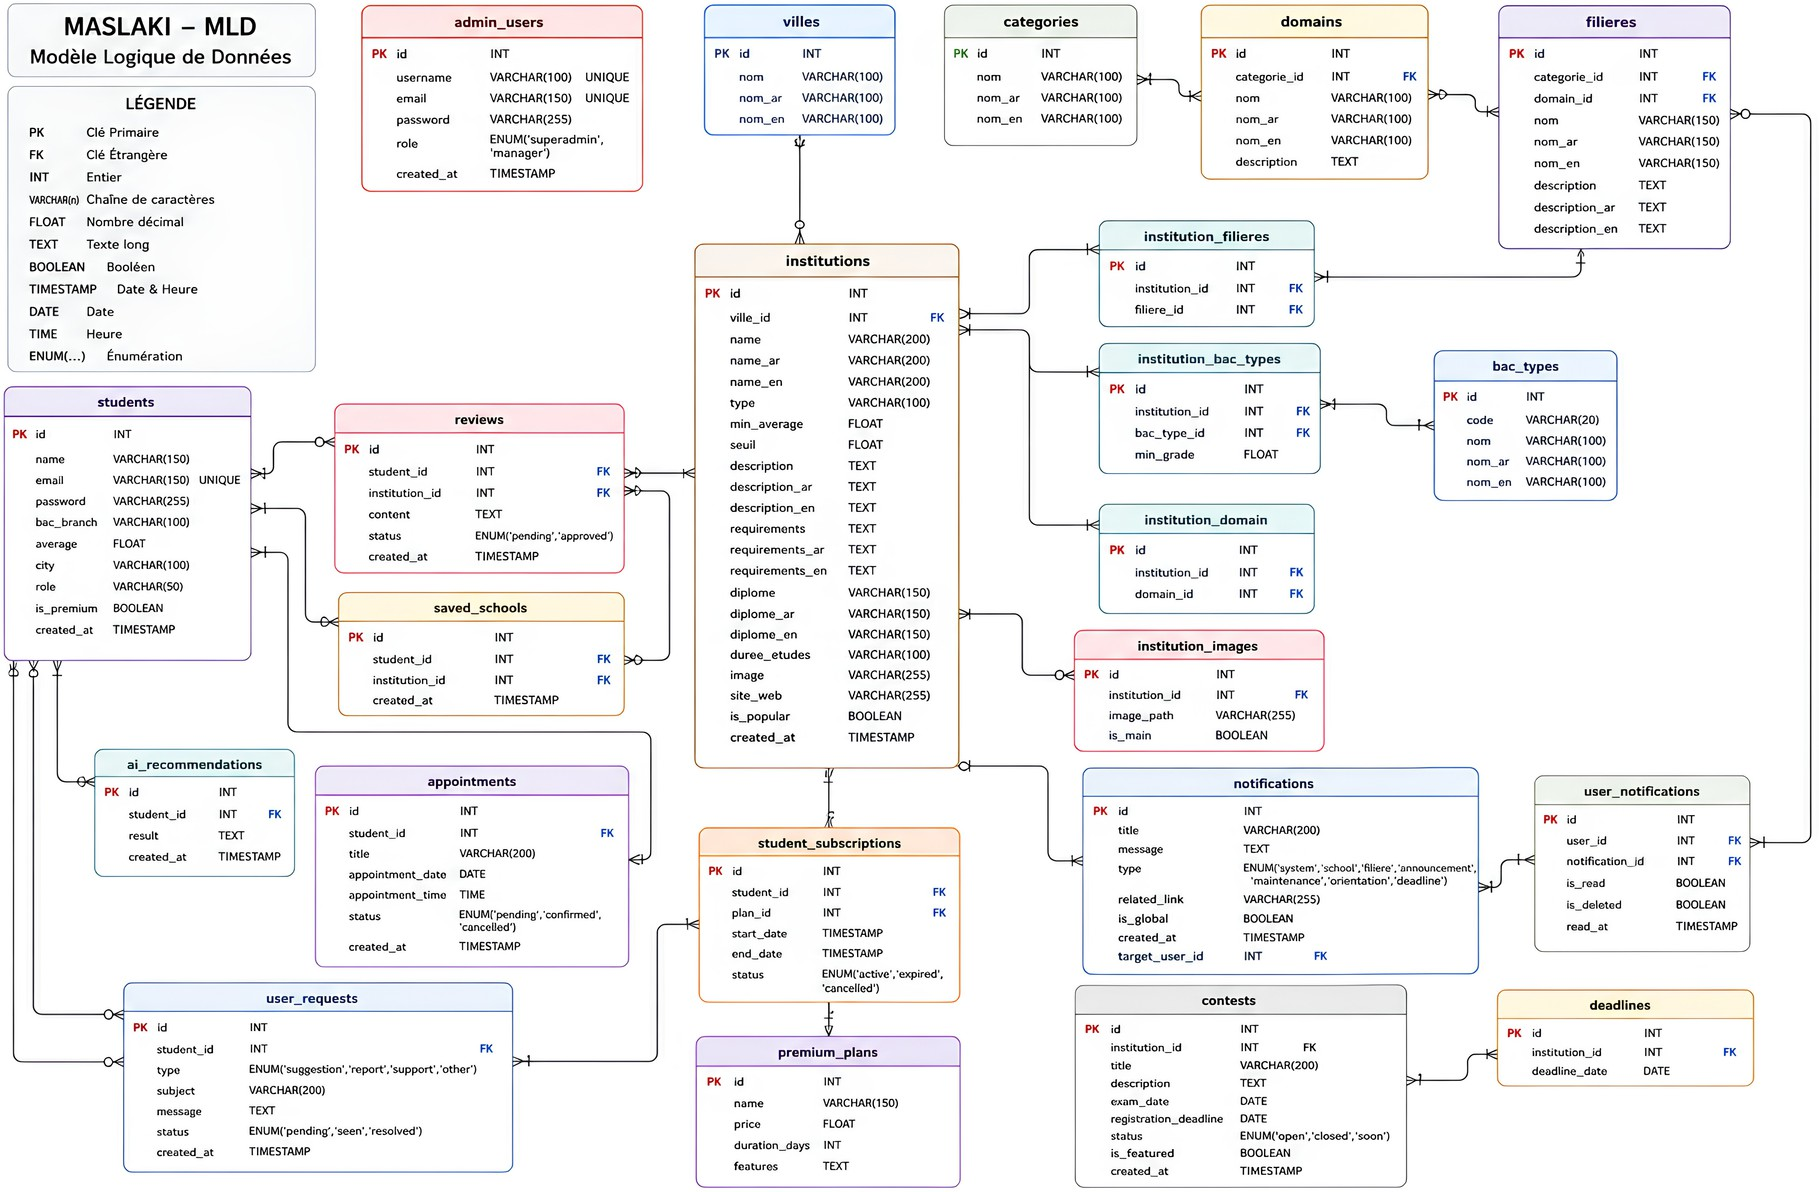 MASLAKI – MLD
Modèle Logique de Données
LÉGENDE
PK Clé Primaire
FK Clé Étrangère
INT Entier
VARCHAR(n) Chaîne de caractères
FLOAT Nombre décimal
TEXT Texte long
BOOLEAN Booléen
TIMESTAMP Date & Heure
DATE Date
TIME Heure
ENUM(...) Énumération
admin_users
PK id INT
username VARCHAR(100) UNIQUE
email VARCHAR(150) UNIQUE
password VARCHAR(255)
role ENUM('superadmin',
'manager')
created_at TIMESTAMP
villes
PK id INT
nom VARCHAR(100)
nom_ar VARCHAR(100)
nom_en VARCHAR(100)
categories
PK id INT
nom VARCHAR(100)
nom_ar VARCHAR(100)
nom_en VARCHAR(100)
domains
PK id INT
categorie_id INT FK
nom VARCHAR(100)
nom_ar VARCHAR(100)
nom_en VARCHAR(100)
description TEXT
filieres
PK id INT
categorie_id INT FK
domain_id INT FK
nom VARCHAR(150)
nom_ar VARCHAR(150)
nom_en VARCHAR(150)
description TEXT
description_ar TEXT
description_en TEXT
institutions
PK id INT
ville_id INT FK
name VARCHAR(200)
name_ar VARCHAR(200)
name_en VARCHAR(200)
type VARCHAR(100)
min_average FLOAT
seuil FLOAT
description TEXT
description_ar TEXT
description_en TEXT
requirements TEXT
requirements_ar TEXT
requirements_en TEXT
diplome VARCHAR(150)
diplome_ar VARCHAR(150)
diplome_en VARCHAR(150)
duree_etudes VARCHAR(100)
image VARCHAR(255)
site_web VARCHAR(255)
is_popular BOOLEAN
created_at TIMESTAMP
institution_filieres
PK id INT
institution_id INT FK
filiere_id INT FK
institution_bac_types
PK id INT
institution_id INT FK
bac_type_id INT FK
min_grade FLOAT
bac_types
PK id INT
code VARCHAR(20)
nom VARCHAR(100)
nom_ar VARCHAR(100)
nom_en VARCHAR(100)
institution_domain
PK id INT
institution_id INT FK
domain_id INT FK
institution_images
PK id INT
institution_id INT FK
image_path VARCHAR(255)
is_main BOOLEAN
students
PK id INT
name VARCHAR(150)
email VARCHAR(150) UNIQUE
password VARCHAR(255)
bac_branch VARCHAR(100)
average FLOAT
city VARCHAR(100)
role VARCHAR(50)
is_premium BOOLEAN
created_at TIMESTAMP
reviews
PK id INT
student_id INT FK
institution_id INT FK
content TEXT
status ENUM('pending','approved')
created_at TIMESTAMP
saved_schools
PK id INT
student_id INT FK
institution_id INT FK
created_at TIMESTAMP
ai_recommendations
PK id INT
student_id INT FK
result TEXT
created_at TIMESTAMP
appointments
PK id INT
student_id INT FK
title VARCHAR(200)
appointment_date DATE
appointment_time TIME
status ENUM('pending','confirmed',
'cancelled')
created_at TIMESTAMP
student_subscriptions
PK id INT
student_id INT FK
plan_id INT FK
start_date TIMESTAMP
end_date TIMESTAMP
status ENUM('active','expired',
'cancelled')
notifications
PK id INT
title VARCHAR(200)
message TEXT
type ENUM('system','school','filiere','announcement',
'maintenance','orientation','deadline')
related_link VARCHAR(255)
is_global BOOLEAN
created_at TIMESTAMP
target_user_id INT FK
user_notifications
PK id INT
user_id INT FK
notification_id INT FK
is_read BOOLEAN
is_deleted BOOLEAN
read_at TIMESTAMP
user_requests
PK id INT
student_id INT FK
type ENUM('suggestion','report','support','other')
subject VARCHAR(200)
message TEXT
status ENUM('pending','seen','resolved')
created_at TIMESTAMP
premium_plans
PK id INT
name VARCHAR(150)
price FLOAT
duration_days INT
features TEXT
contests
PK id INT
institution_id INT FK
title VARCHAR(200)
description TEXT
exam_date DATE
registration_deadline DATE
status ENUM('open','closed','soon')
is_featured BOOLEAN
created_at TIMESTAMP
deadlines
PK id INT
institution_id INT FK
deadline_date DATE